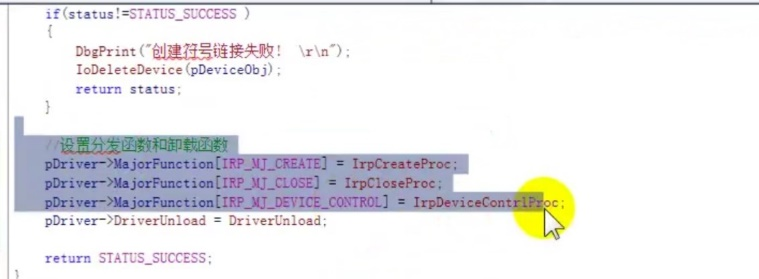 if(status!=STATUS_SUCCESS )
{
DbgPrint("创建符号链接失败! \r\n");
IoDeleteDevice(pDeviceObj);
return status;
}
//设置分发函数和卸载函数
pDriver->MajorFunction[IRP_MJ_CREATE] = IrpCreateProc;
pDriver->MajorFunction[IRP_MJ_CLOSE] = IrpCloseProc;
pDriver->MajorFunction[IRP_MJ_DEVICE_CONTROL] = IrpDeviceContrlProc;
pDriver->DriverUnload = DriverUnload;
return STATUS_SUCCESS;
}